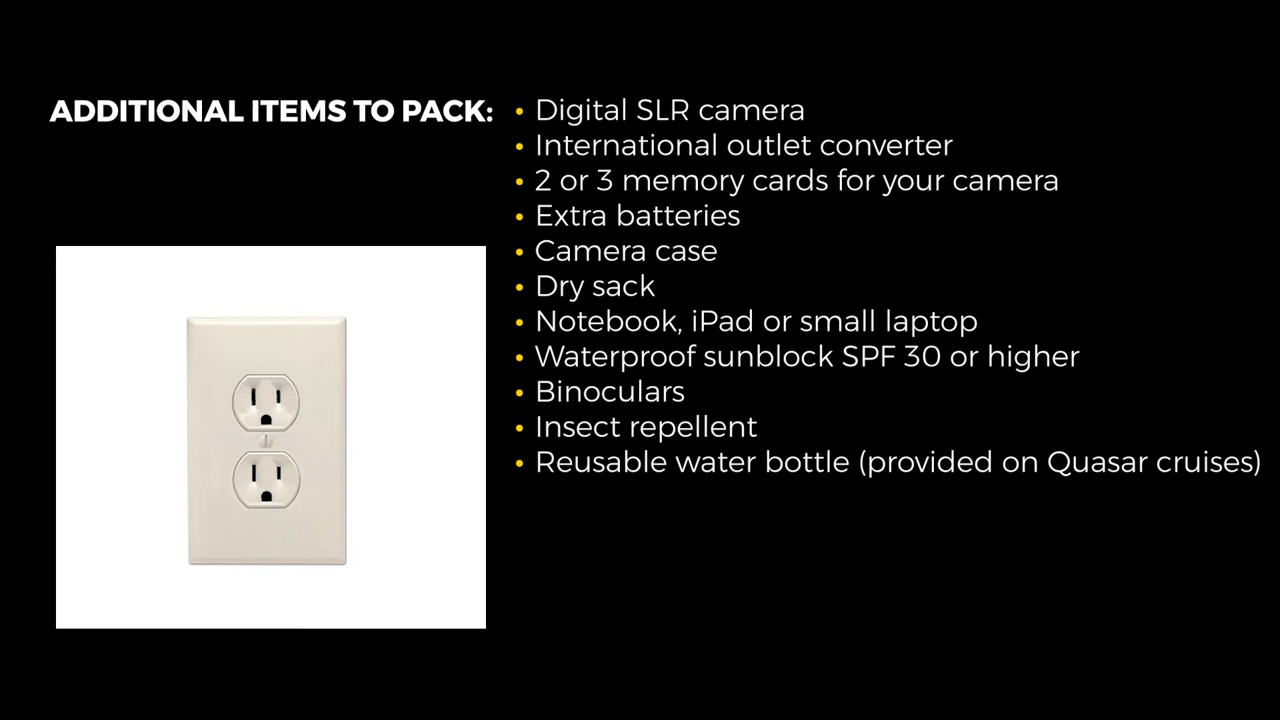 ADDITIONAL ITEMS TO PACK:
• Digital SLR camera
• International outlet converter
• 2 or 3 memory cards for your camera
• Extra batteries
• Camera case
• Dry sack
• Notebook, iPad or small laptop
• Waterproof sunblock SPF 30 or higher
• Binoculars
• Insect repellent
• Reusable water bottle (provided on Quasar cruises)